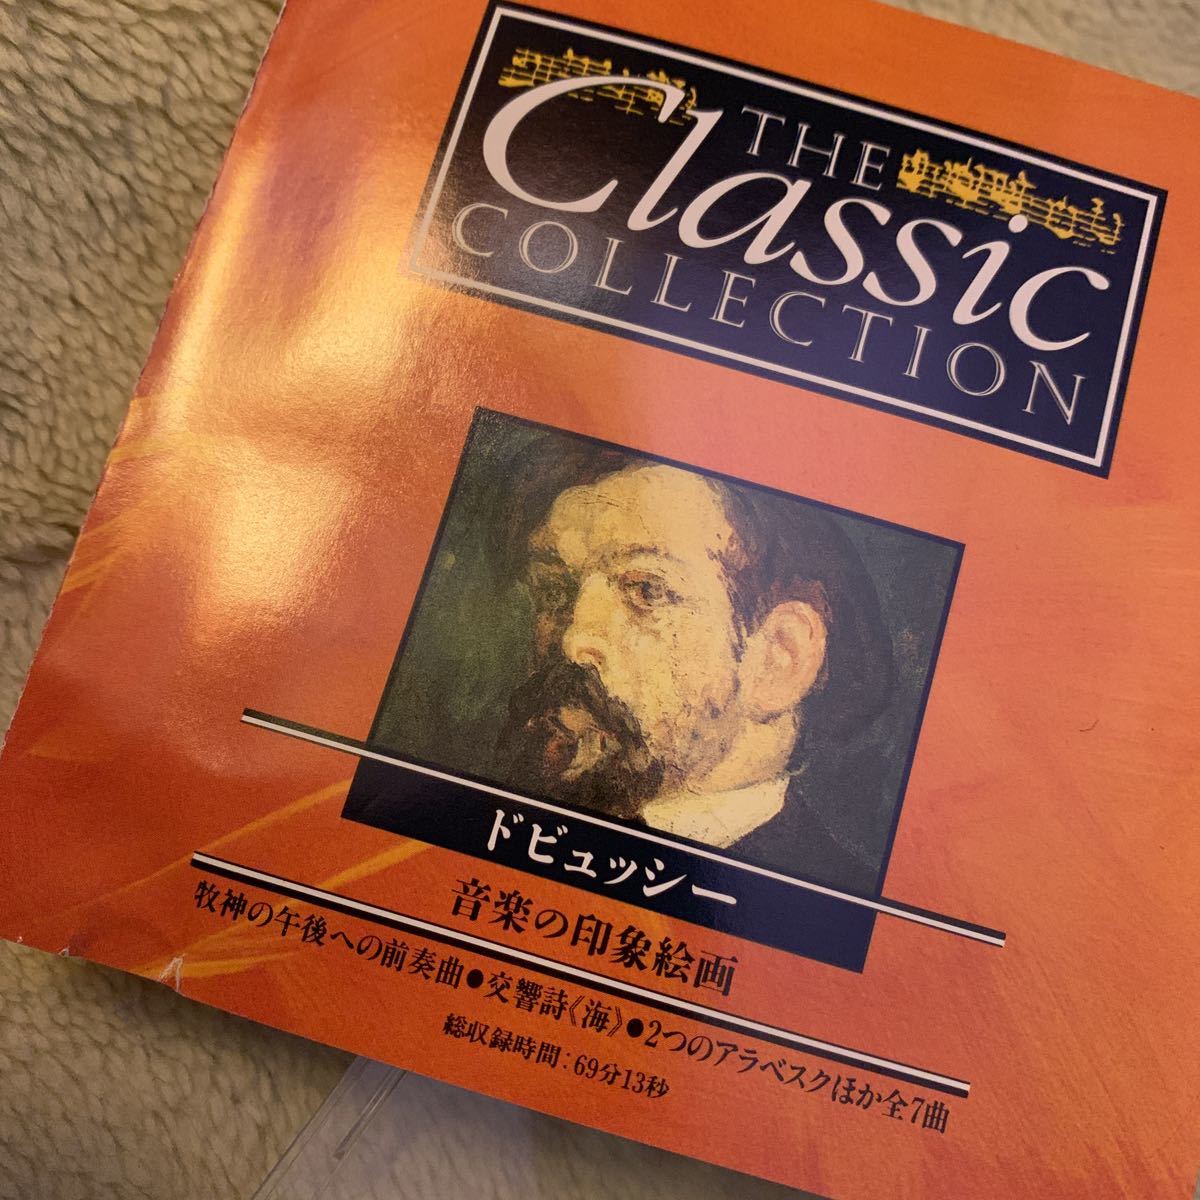 THE
Classic
COLLECTION
ドビュッシー
音楽の印象絵画
牧神の午後への前奏曲●交響詩《海》●2つのアラベスクほか全7曲
総収録時間：69分13秒